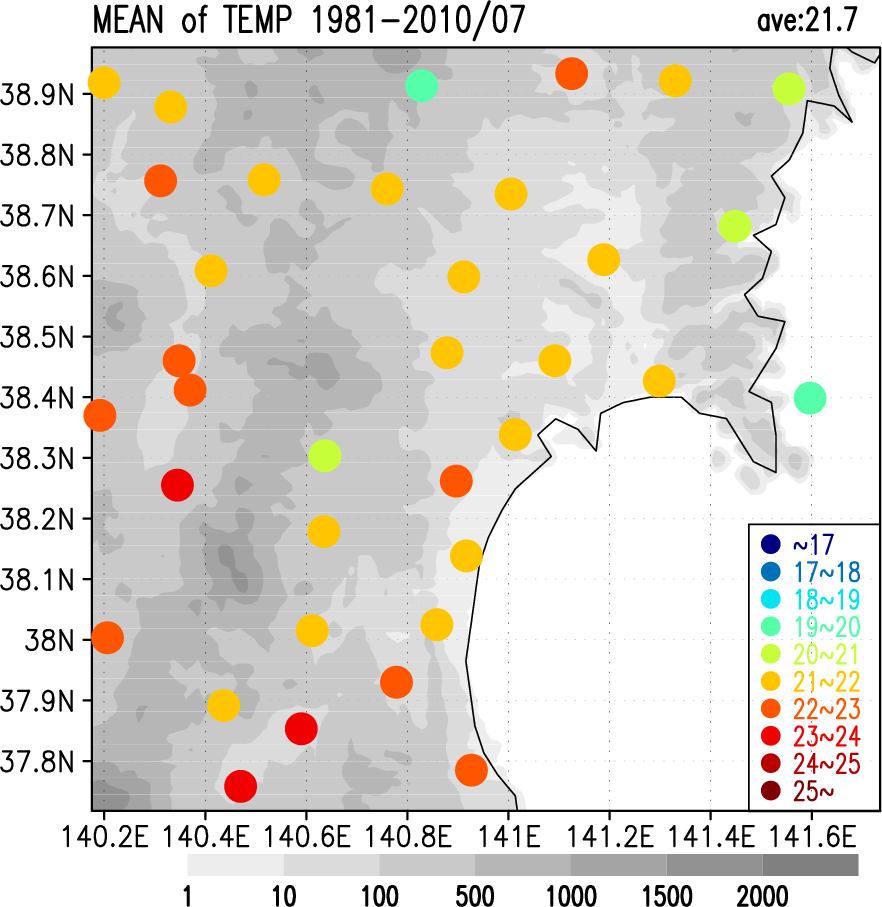 MEAN of TEMP 1981-2010/07 ave:21.7
38.9N
38.8N
38.7N
38.6N
38.5N
38.4N
38.3N
38.2N
38.1N
38N
37.9N
37.8N
~17
17~18
18~19
19~20
20~21
21~22
22~23
23~24
24~25
25~
140.2E 140.4E 140.6E 140.8E 141E 141.2E 141.4E 141.6E
1 10 100 500 1000 1500 2000